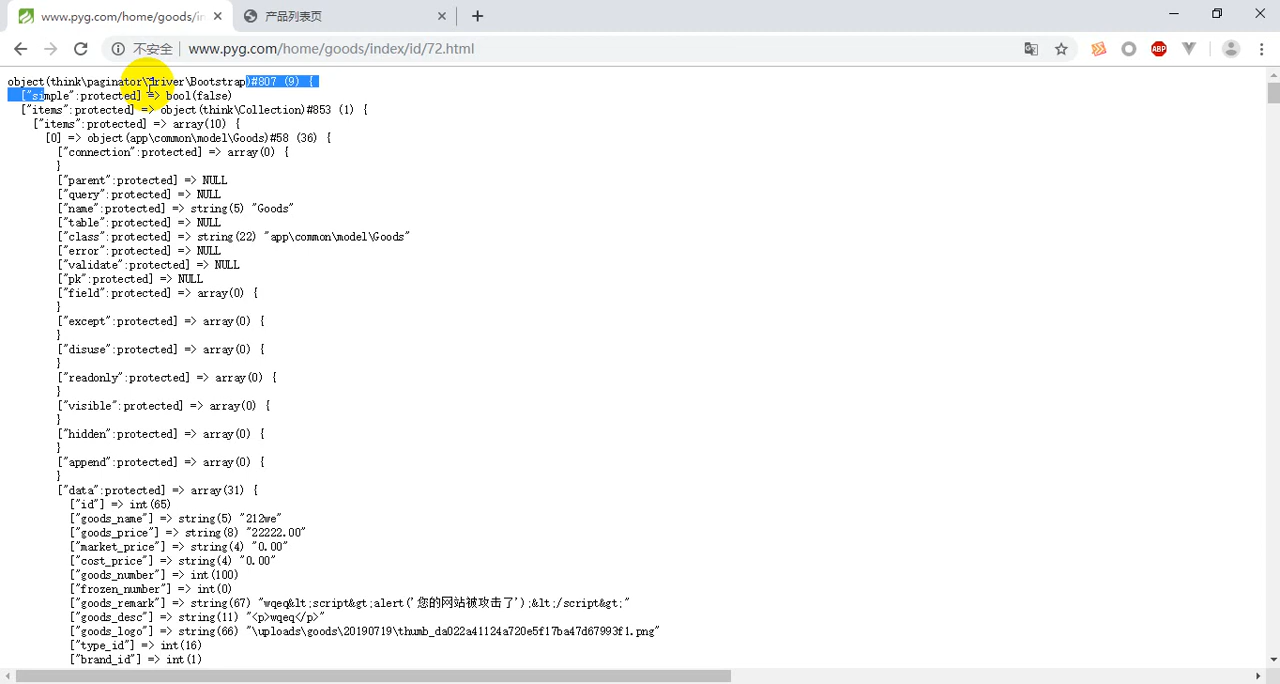 www.pyg.com/home/goods/in
产品列表页
不安全
www.pyg.com/home/goods/index/id/72.html
ABP
object(think\paginator\driver\Bootstrap)#807 (9) {
["simple":protected] => bool(false)
["items":protected] => object(think\Collection)#853 (1) {
["items":protected] => array(10) {
[0] => object(app\common\model\Goods)#58 (36) {
["connection":protected] => array(0) {
}
["parent":protected] => NULL
["query":protected] => NULL
["name":protected] => string(5) "Goods"
["table":protected] => NULL
["class":protected] => string(22) "app\common\model\Goods"
["error":protected] => NULL
["validate":protected] => NULL
["pk":protected] => NULL
["field":protected] => array(0) {
}
["except":protected] => array(0) {
}
["disuse":protected] => array(0) {
}
["readonly":protected] => array(0) {
}
["visible":protected] => array(0) {
}
["hidden":protected] => array(0) {
}
["append":protected] => array(0) {
}
["data":protected] => array(31) {
["id"] => int(65)
["goods_name"] => string(5) "212we"
["goods_price"] => string(8) "22222.00"
["market_price"] => string(4) "0.00"
["cost_price"] => string(4) "0.00"
["goods_number"] => int(100)
["frozen_number"] => int(0)
["goods_remark"] => string(67) "wqeq&lt;script&gt;alert('您的网站被攻击了');&lt;/script&gt;"
["goods_desc"] => string(11) "<p>wqeq</p>"
["goods_logo"] => string(66) "\uploads\goods\20190719\thumb_da022a41124a720e5f17ba47d67993f1.png"
["type_id"] => int(16)
["brand_id"] => int(1)